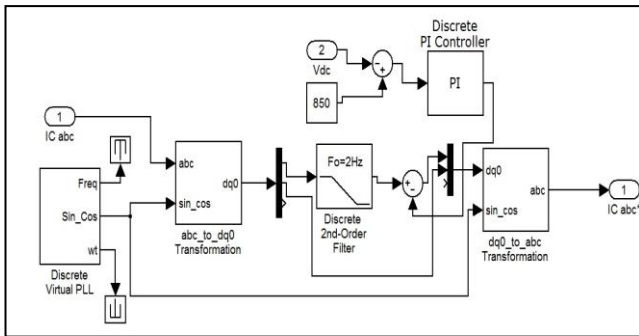 Discrete
PI Controller
2
Vdc
-
+
PI
850
1
IC abc
abc
dq0
sin_cos
abc_to_dq0
Transformation
Freq
Sin_Cos
wt
Discrete
Virtual PLL
Fo=2Hz
Discrete
2nd-Order
Filter
+
-
dq0
abc
sin_cos
dq0_to_abc
Transformation
1
IC abc*